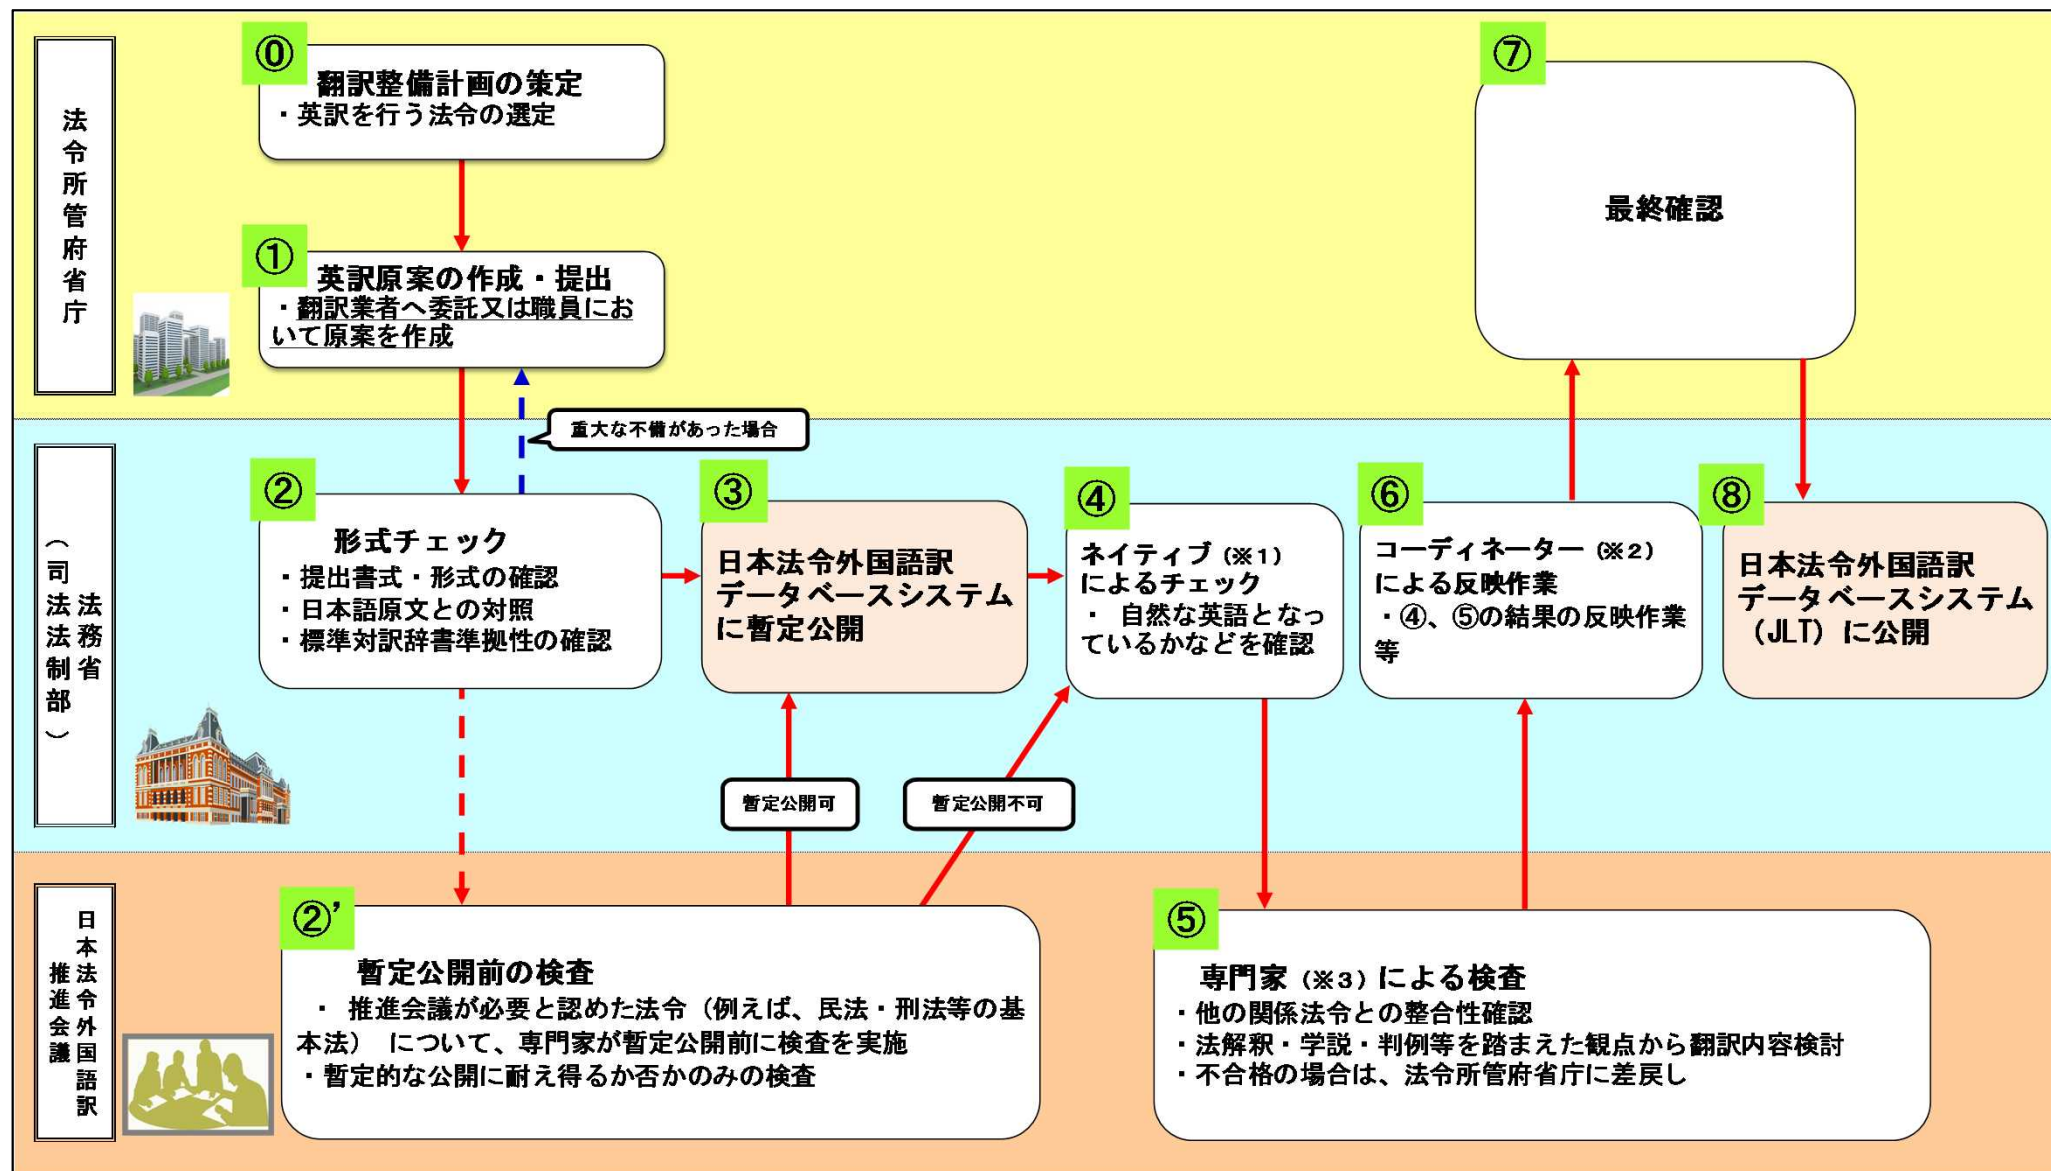 法令所管府省庁
⓪
翻訳整備計画の策定
・英訳を行う法令の選定
①
英訳原案の作成・提出
・翻訳業者へ委託又は職員にお
いて原案を作成
⑦
最終確認
重大な不備があった場合
法務省
（司法法制部）
②
形式チェック
・提出書式・形式の確認
・日本語原文との対照
・標準対訳辞書準拠性の確認
③
日本法令外国語訳
データベースシステム
に暫定公開
④
ネイティブ（※１）
によるチェック
・ 自然な英語となっ
ているかなどを確認
⑥
コーディネーター（※２）
による反映作業
・④、⑤の結果の反映作業
等
⑧
日本法令外国語訳
データベースシステム
（JLT）に公開
暫定公開可
暫定公開不可
日本法令外国語訳
推進会議
②’
暫定公開前の検査
・ 推進会議が必要と認めた法令（例えば、民法・刑法等の基
本法） について、専門家が暫定公開前に検査を実施
・暫定的な公開に耐え得るか否かのみの検査
⑤
専門家（※３）による検査
・他の関係法令との整合性確認
・法解釈・学説・判例等を踏まえた観点から翻訳内容検討
・不合格の場合は、法令所管府省庁に差戻し